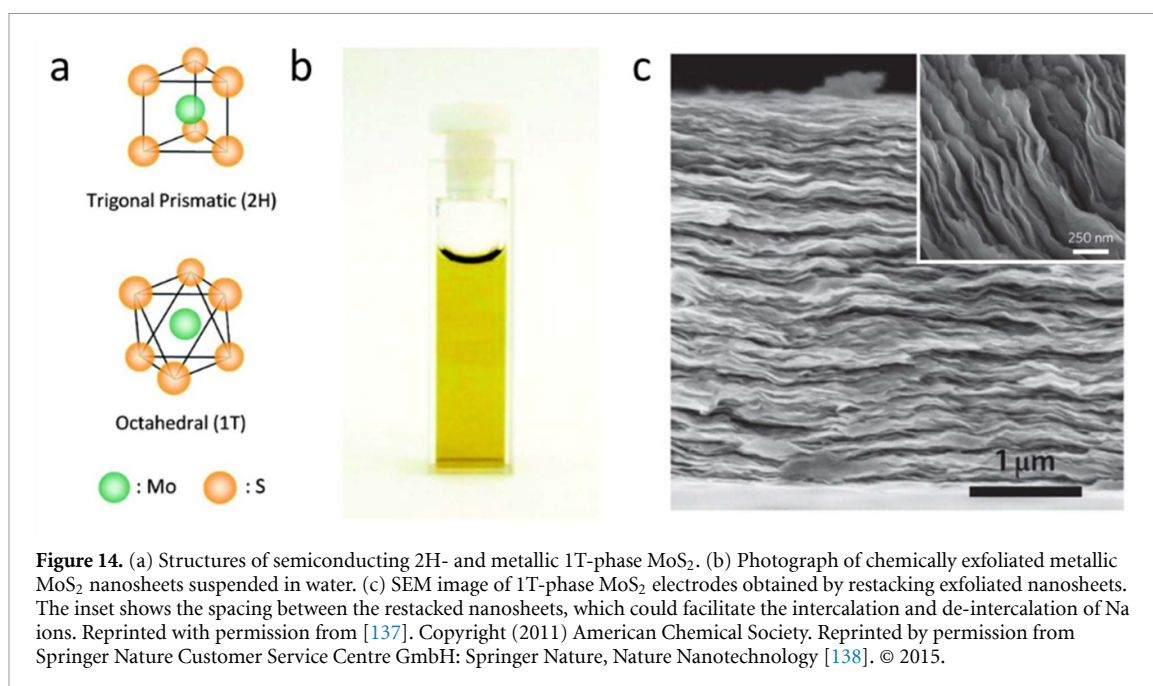 a
b
c
Trigonal Prismatic (2H)
Octahedral (1T)
: Mo : S
250 nm
1 μm
Figure 14. (a) Structures of semiconducting 2H- and metallic 1T-phase MoS₂. (b) Photograph of chemically exfoliated metallic
MoS₂ nanosheets suspended in water. (c) SEM image of 1T-phase MoS₂ electrodes obtained by restacking exfoliated nanosheets.
The inset shows the spacing between the restacked nanosheets, which could facilitate the intercalation and de-intercalation of Na
ions. Reprinted with permission from [137]. Copyright (2011) American Chemical Society. Reprinted by permission from
Springer Nature Customer Service Centre GmbH: Springer Nature, Nature Nanotechnology [138]. © 2015.